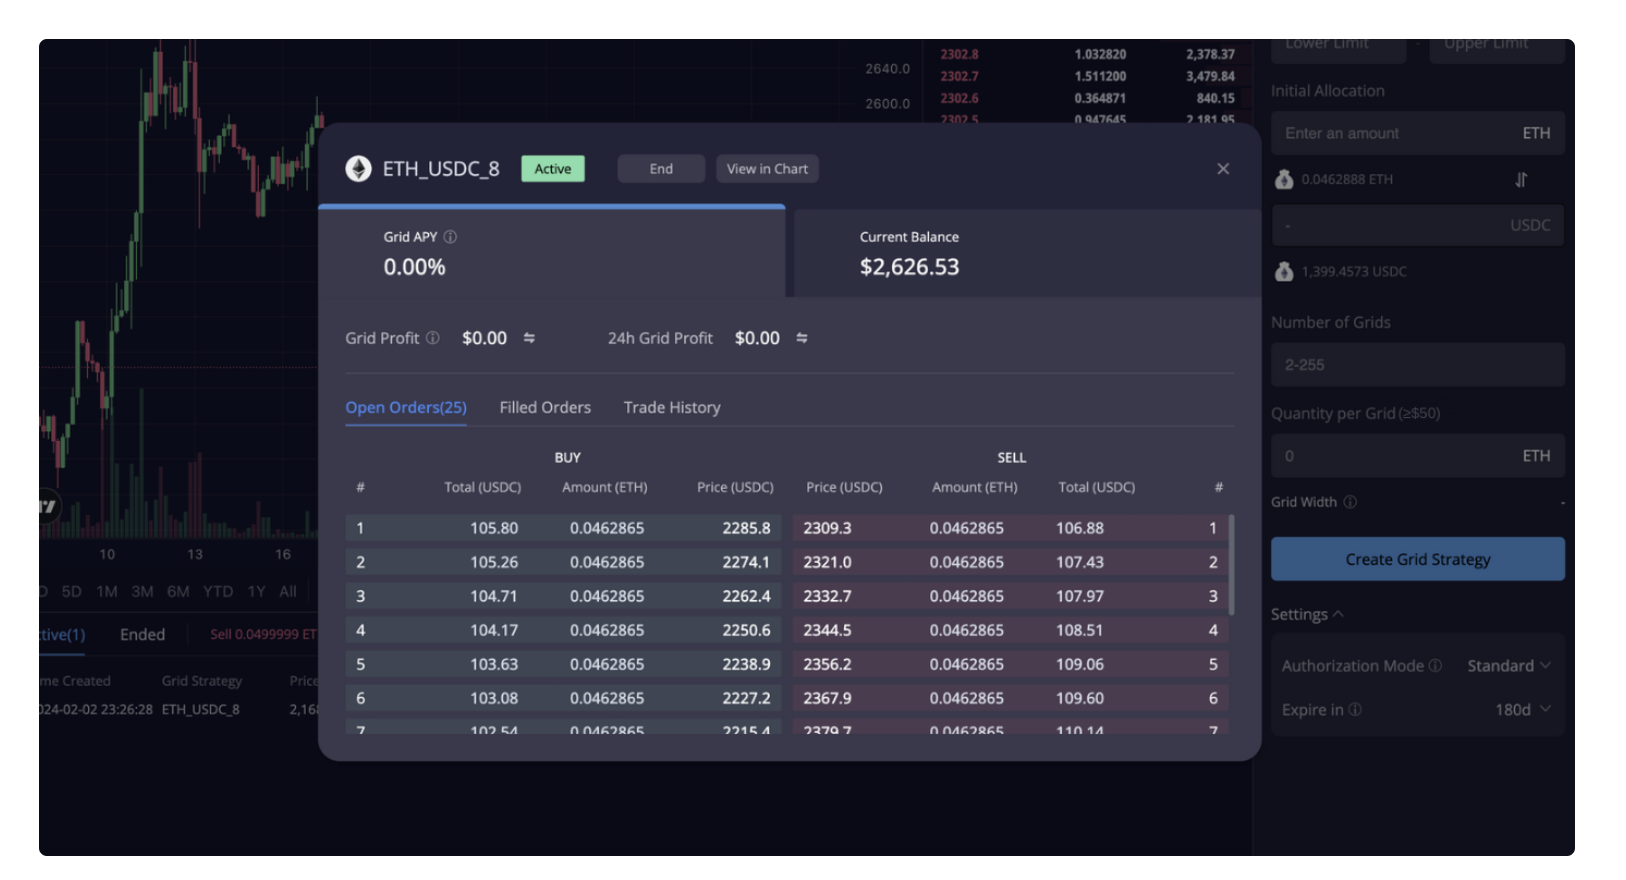 2640.0
2600.0
2302.8 1.032820 2,378.37
2302.7 1.511200 3,479.84
2302.6 0.364871 840.15
2302.5 0.947645 2,181.95
Lower Limit - Upper Limit
Initial Allocation
Enter an amount ETH
0.0462888 ETH
- USDC
1,399.4573 USDC
Number of Grids
2-255
Quantity per Grid (≥$50)
0 ETH
Grid Width -
Create Grid Strategy
Settings
Authorization Mode Standard
Expire in 180d
ETH_USDC_8 Active End View in Chart
Grid APY
0.00%
Current Balance
$2,626.53
Grid Profit $0.00 24h Grid Profit $0.00
Open Orders(25) Filled Orders Trade History
BUY SELL
# Total (USDC) Amount (ETH) Price (USDC) Price (USDC) Amount (ETH) Total (USDC) #
1 105.80 0.0462865 2285.8 2309.3 0.0462865 106.88 1
2 105.26 0.0462865 2274.1 2321.0 0.0462865 107.43 2
3 104.71 0.0462865 2262.4 2332.7 0.0462865 107.97 3
4 104.17 0.0462865 2250.6 2344.5 0.0462865 108.51 4
5 103.63 0.0462865 2238.9 2356.2 0.0462865 109.06 5
6 103.08 0.0462865 2227.2 2367.9 0.0462865 109.60 6
7 102.54 0.0462865 2215.4 2379.7 0.0462865 110.14 7
10 13 16
5D 1M 3M 6M YTD 1Y All
tive(1) Ended Sell 0.0499999 ET
me Created Grid Strategy Price
024-02-02 23:26:28 ETH_USDC_8 2,168